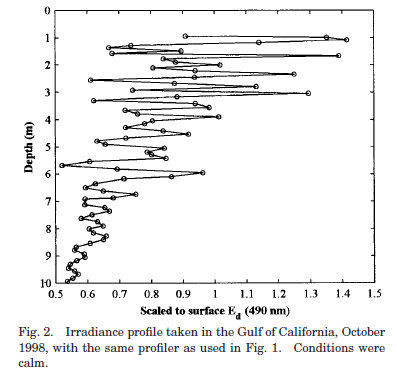 0
1
2
3
4
5
6
7
8
9
10
Depth (m)
0.5 0.6 0.7 0.8 0.9 1 1.1 1.2 1.3 1.4 1.5
Scaled to surface E_d (490 nm)
Fig. 2. Irradiance profile taken in the Gulf of California, October
1998, with the same profiler as used in Fig. 1. Conditions were
calm.